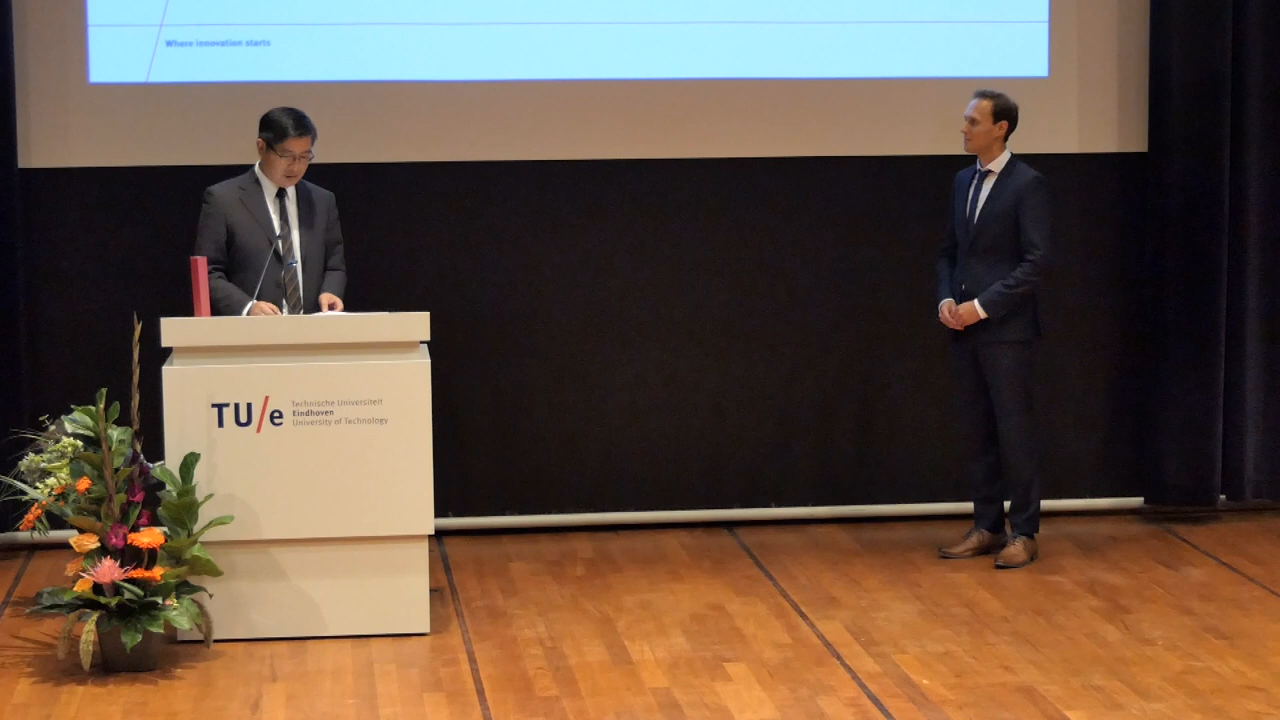 Where innovation starts
TU/e
Technische Universiteit
Eindhoven
University of Technology